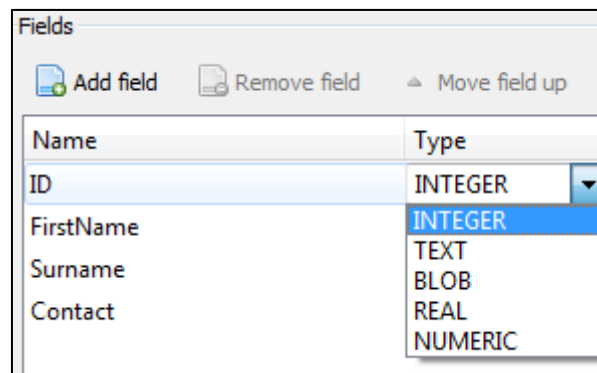 Fields
Add field Remove field Move field up
Name Type
ID INTEGER
FirstName INTEGER
TEXT
Surname BLOB
Contact REAL
NUMERIC